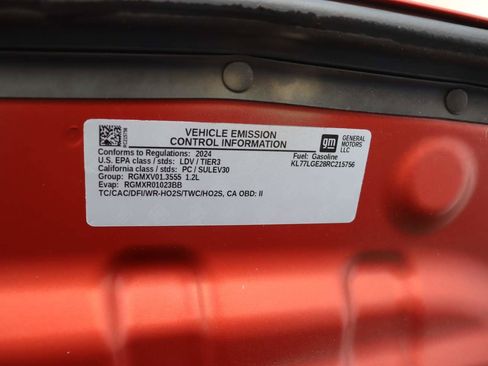 VEHICLE EMISSION
CONTROL INFORMATION
gm
GENERAL
MOTORS
LLC
Conforms to Regulations: 2024
Fuel: Gasoline
U.S. EPA class / stds: LDV / TIER3
KL77LGE28RC215756
California class / stds: PC / SULEV30
Group: RGMXV01.3555 1.2L
Evap: RGMXR01023BB
TC/CAC/DFI/WR-HO2S/TWC/HO2S, CA OBD: II